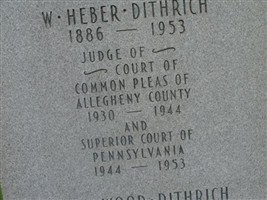 W·HEBER·DITHRICH
1886 — 1953
JUDGE OF
COURT OF
COMMON PLEAS OF
ALLEGHENY COUNTY
1930 — 1944
AND
SUPERIOR COURT OF
PENNSYLVANIA
1944 — 1953
WOOD·DITHRICH